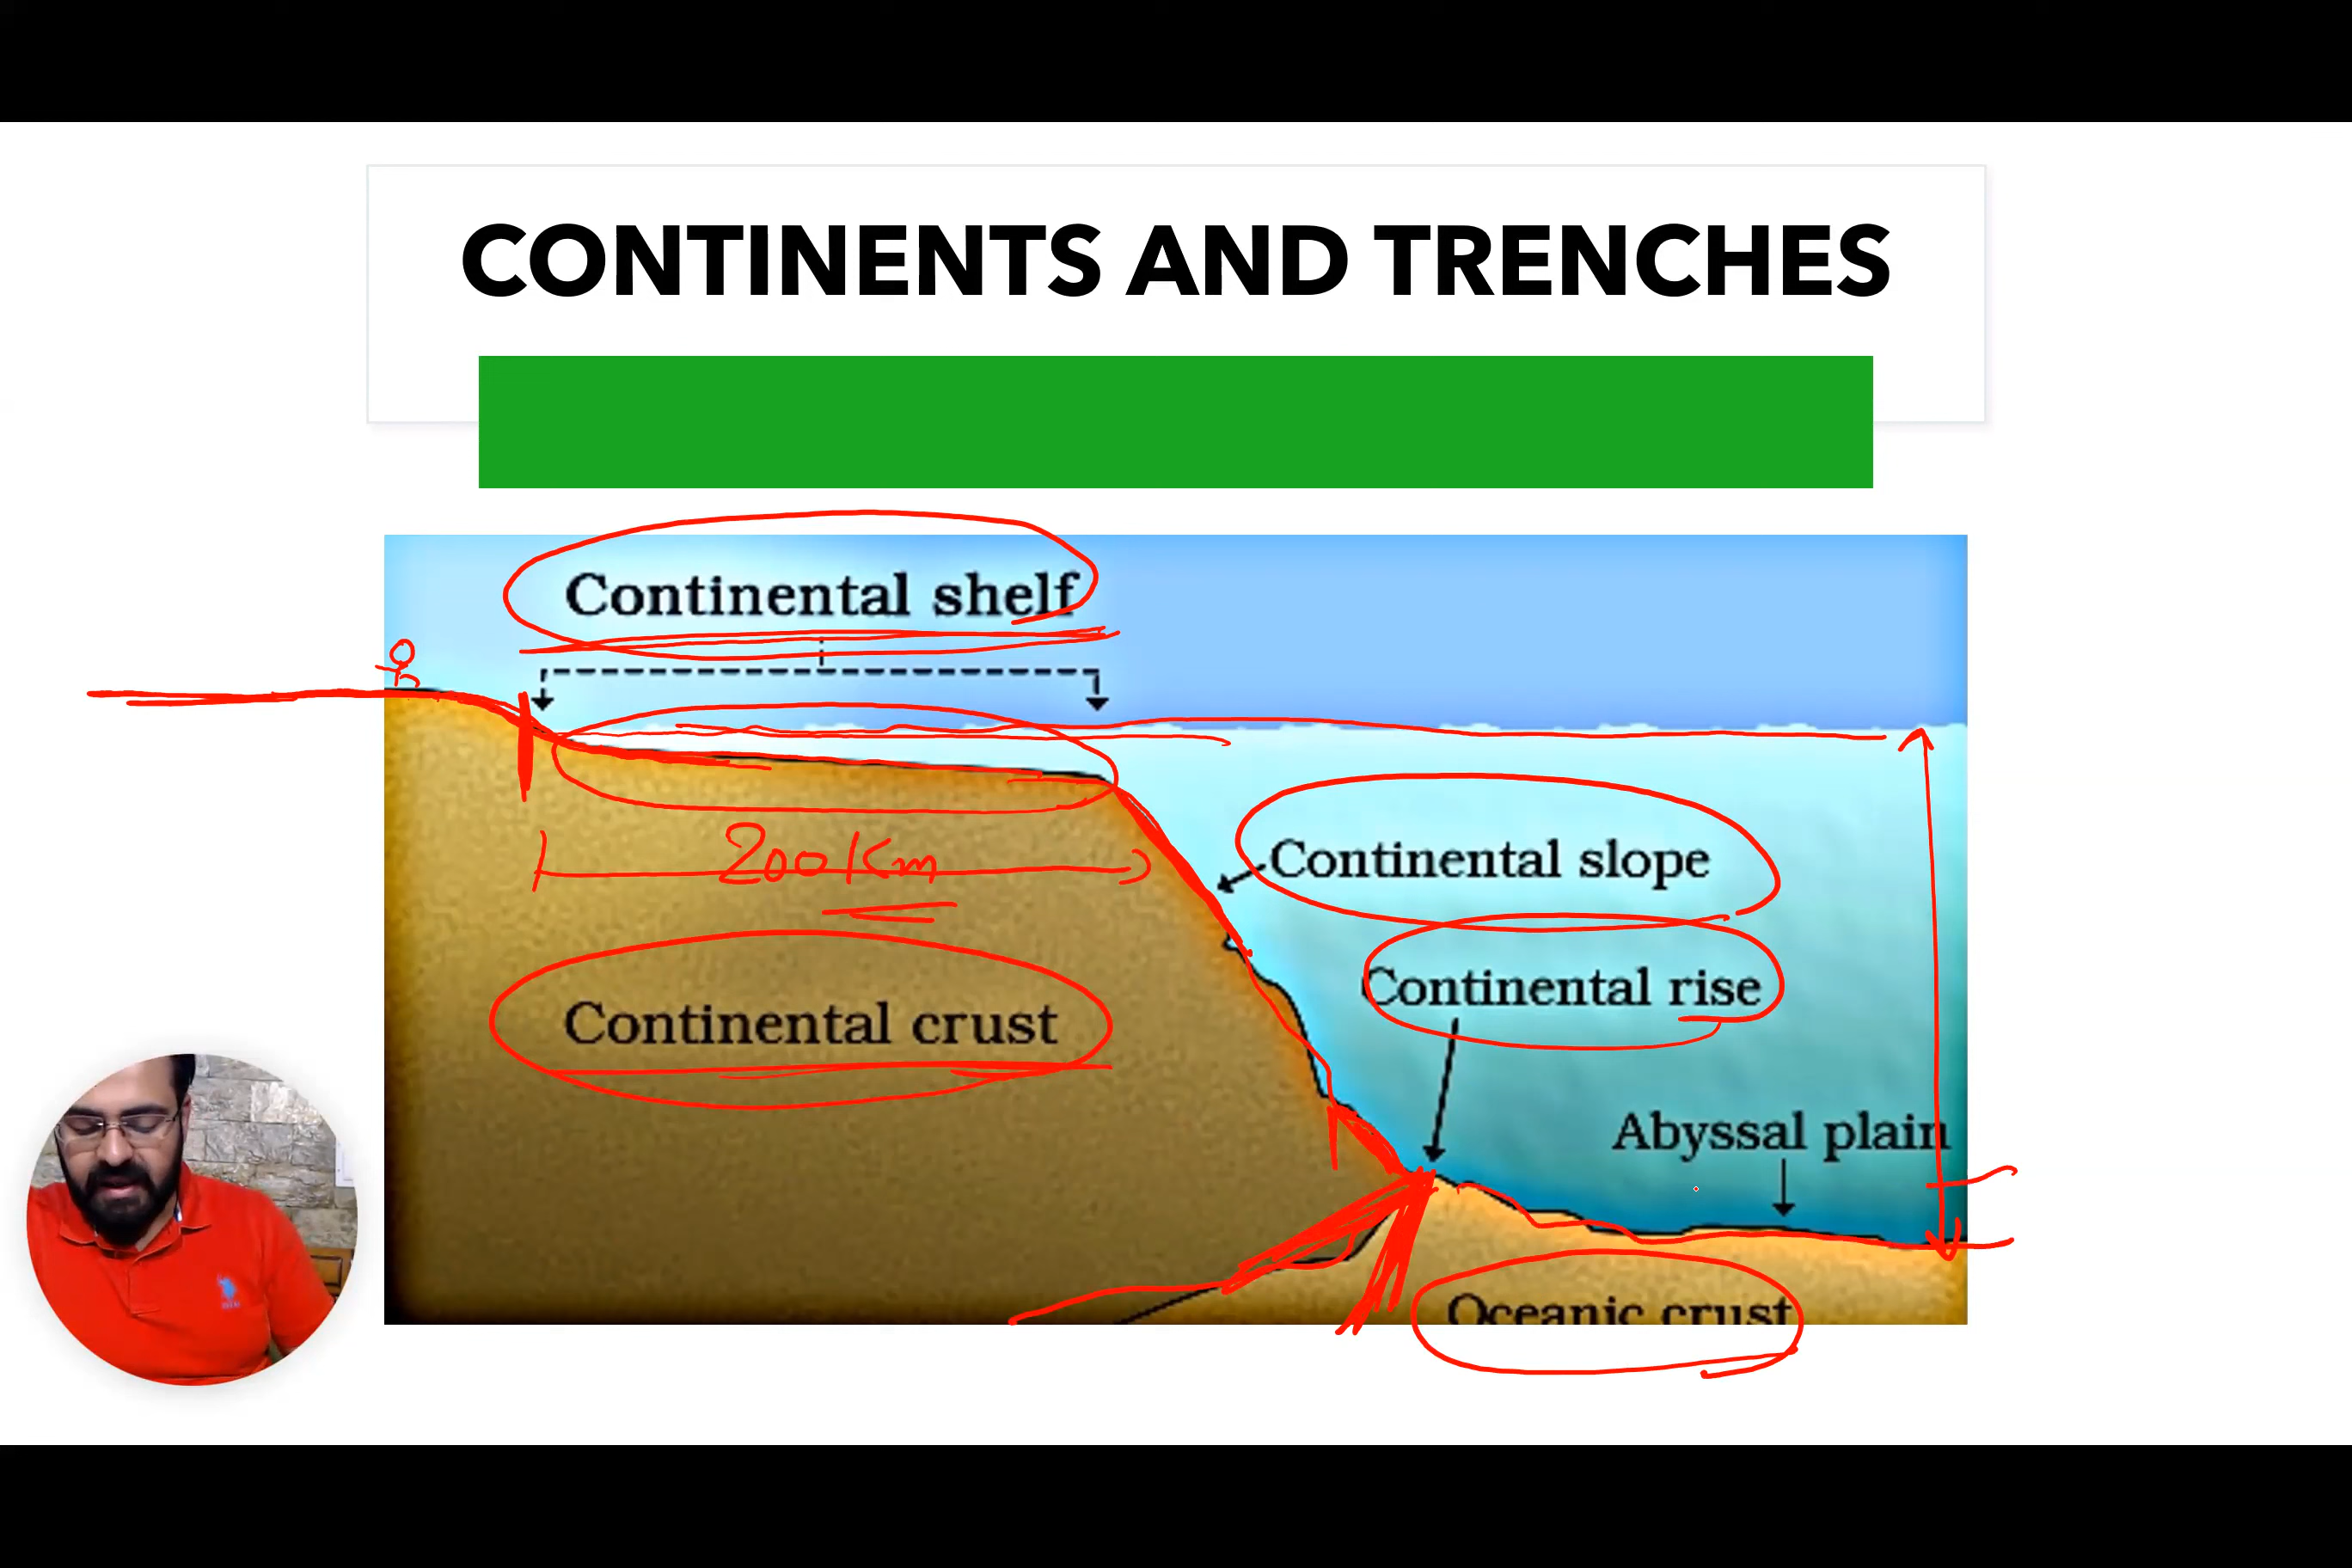 CONTINENTS AND TRENCHES
Continental shelf
200 Km
Continental slope
Continental rise
Continental crust
Abyssal plain
Oceanic crust